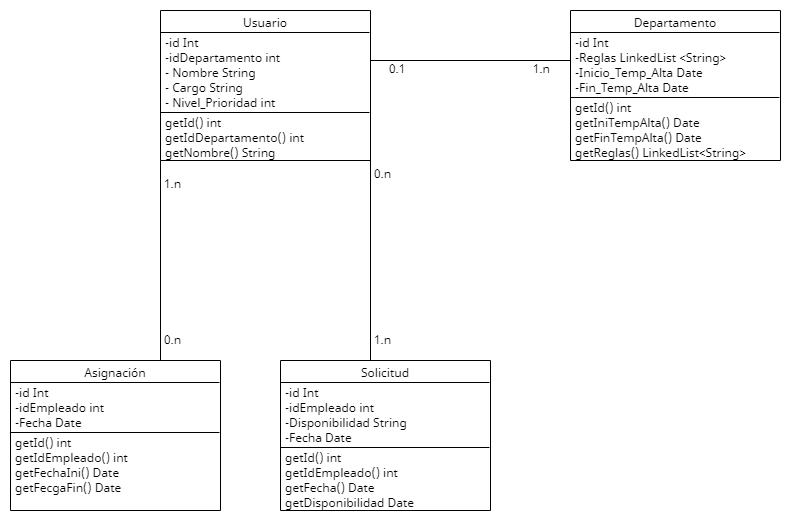 Usuario
-id Int
-idDepartamento int
- Nombre String
- Cargo String
- Nivel_Prioridad int
getId() int
getIdDepartamento() int
getNombre() String
0.1
1.n
Departamento
-id Int
-Reglas LinkedList <String>
-Inicio_Temp_Alta Date
-Fin_Temp_Alta Date
getId() int
getIniTempAlta() Date
getFinTempAlta() Date
getReglas() LinkedList<String>
1.n
0.n
0.n
1.n
Asignación
-id Int
-idEmpleado int
-Fecha Date
getId() int
getIdEmpleado() int
getFechaIni() Date
getFecgaFin() Date
Solicitud
-id Int
-idEmpleado int
-Disponibilidad String
-Fecha Date
getId() int
getIdEmpleado() int
getFecha() Date
getDisponibilidad Date